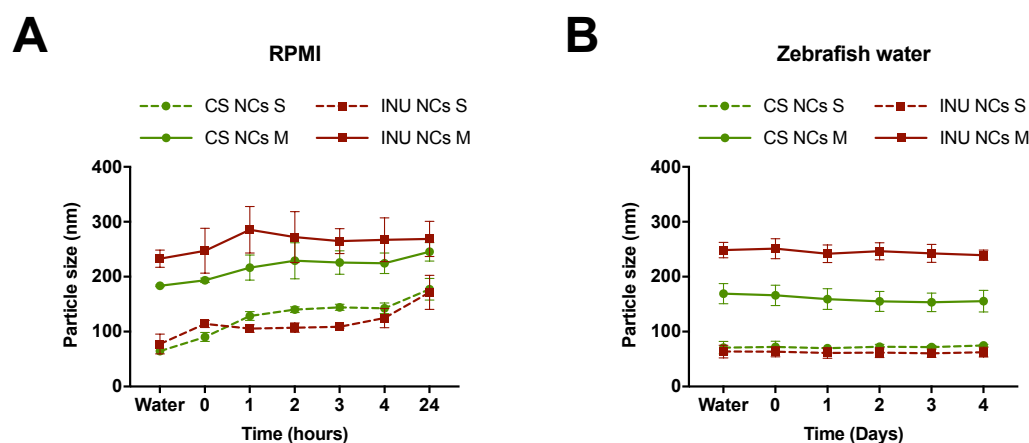 A
RPMI
CS NCs S
INU NCs S
CS NCs M
INU NCs M
400
300
200
100
0
Particle size (nm)
Water 0 1 2 3 4 24
Time (hours)
B
Zebrafish water
CS NCs S
INU NCs S
CS NCs M
INU NCs M
400
300
200
100
0
Particle size (nm)
Water 0 1 2 3 4
Time (Days)